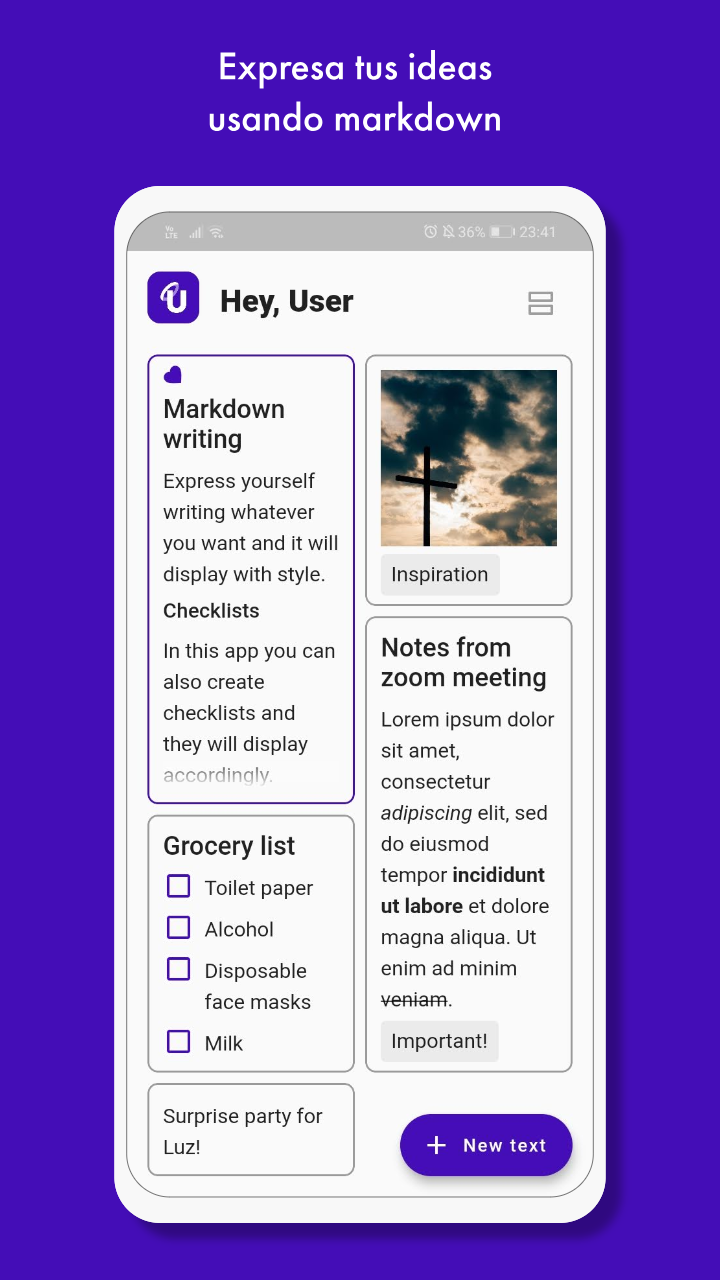 Expresa tus ideas
usando markdown
Vo
LTE
36%
23:41
U
Hey, User
Markdown
writing
Express yourself
writing whatever
you want and it will
display with style.
Checklists
In this app you can
also create
checklists and
they will display
accordingly.
Grocery list
Toilet paper
Alcohol
Disposable
face masks
Milk
Surprise party for
Luz!
Inspiration
Notes from
zoom meeting
Lorem ipsum dolor
sit amet,
consectetur
adipiscing elit, sed
do eiusmod
tempor incididunt
ut labore et dolore
magna aliqua. Ut
enim ad minim
veniam.
Important!
+ New text